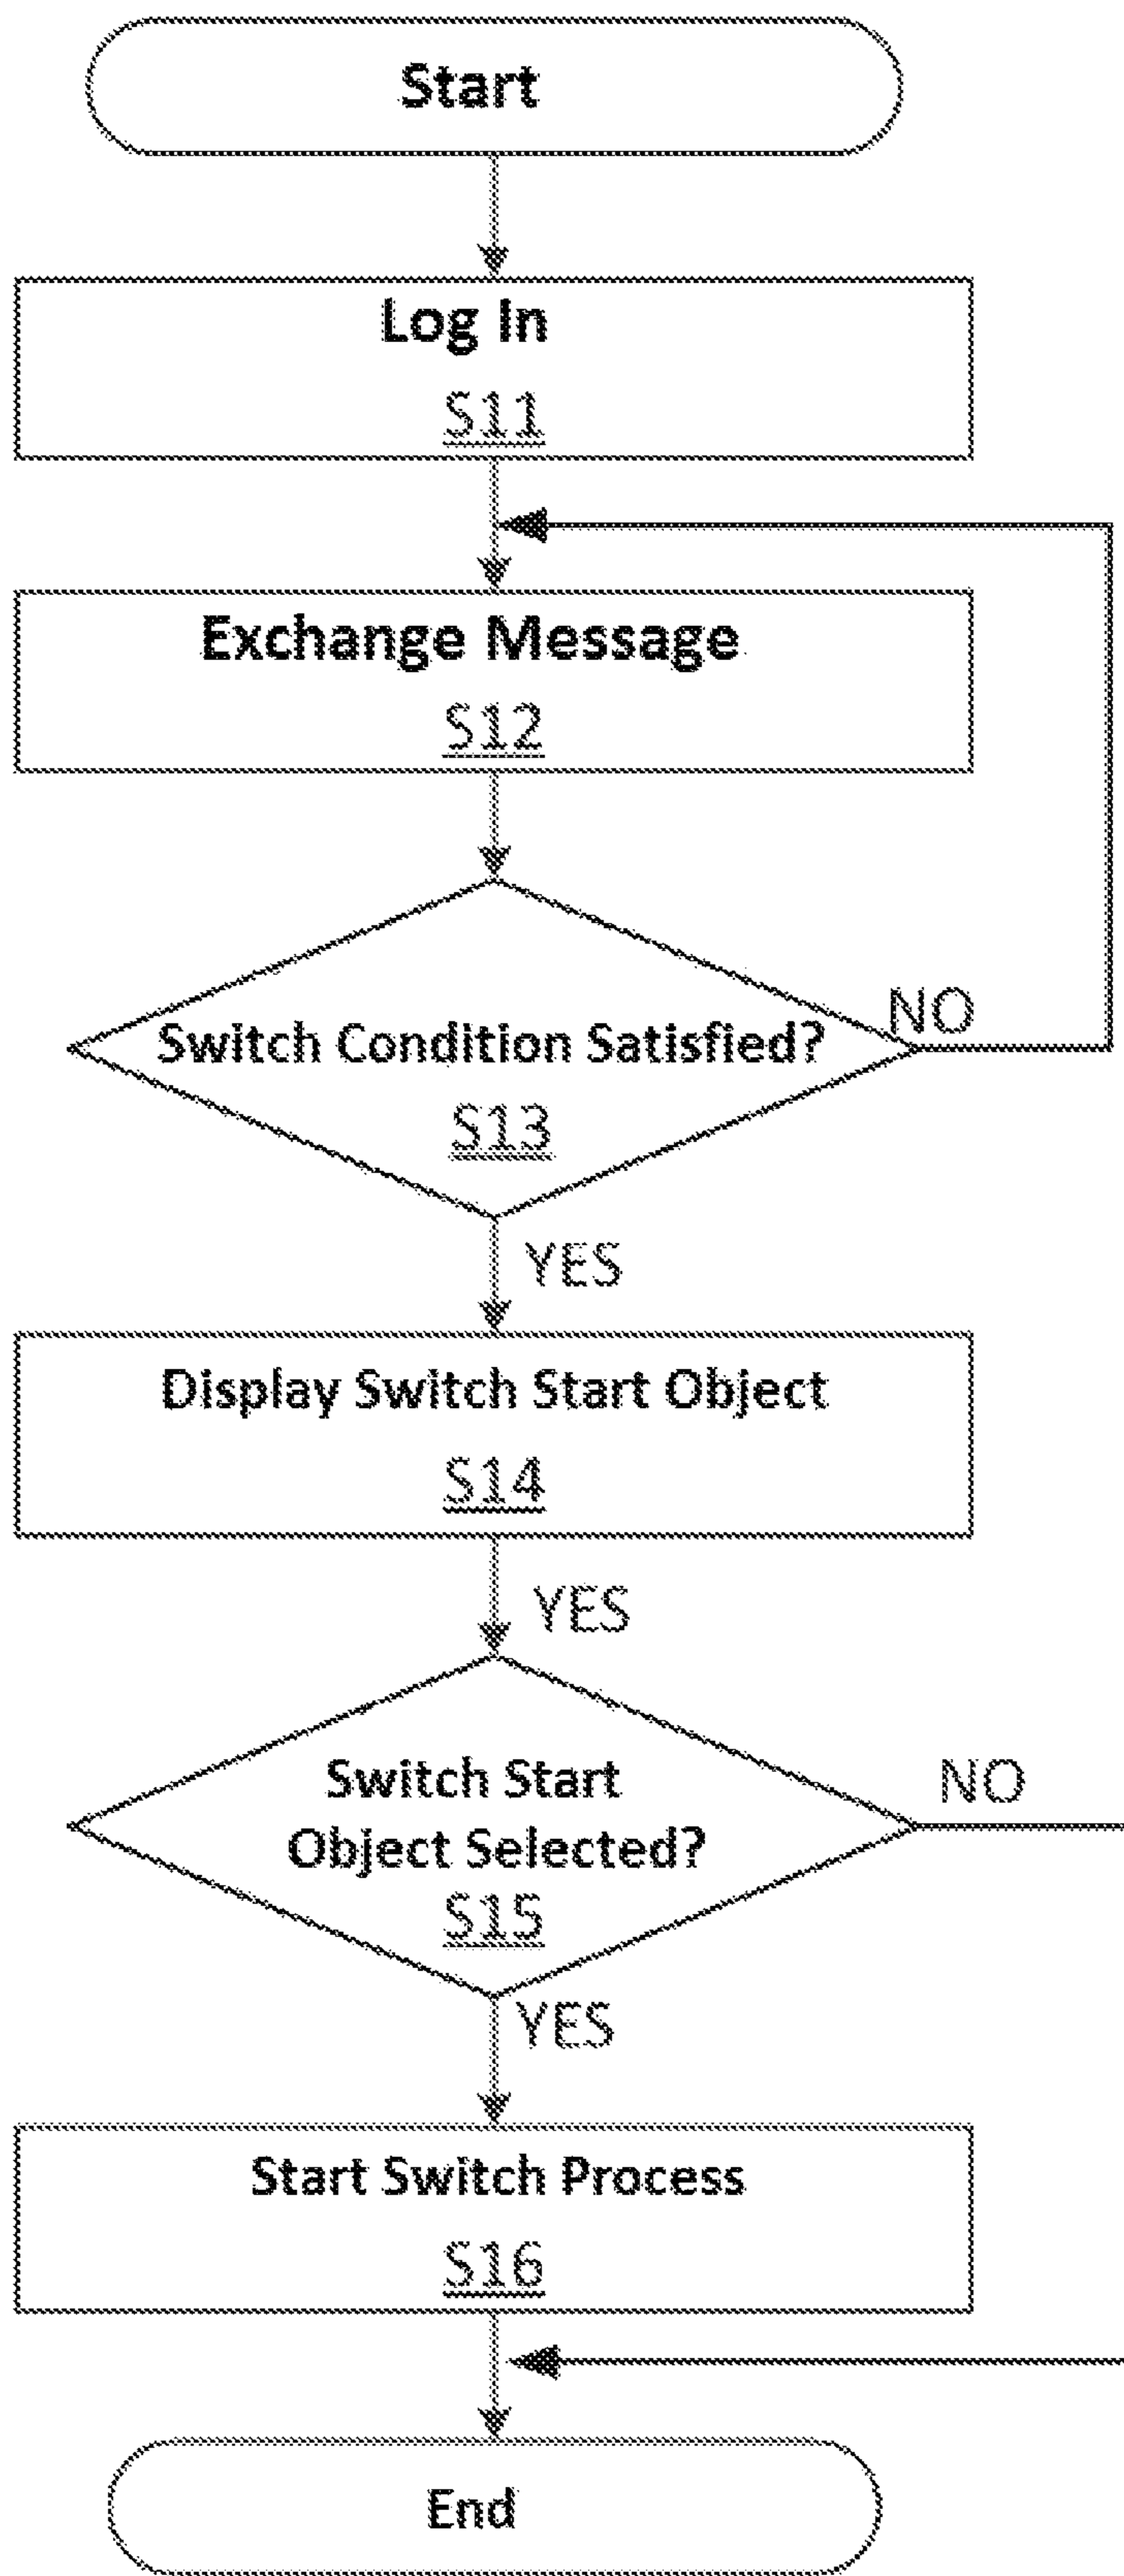 Start
Log In
S11
Exchange Message
S12
Switch Condition Satisfied?
NO
S13
YES
Display Switch Start Object
S14
YES
Switch Start
NO
Object Selected?
S15
YES
Start Switch Process
S16
End